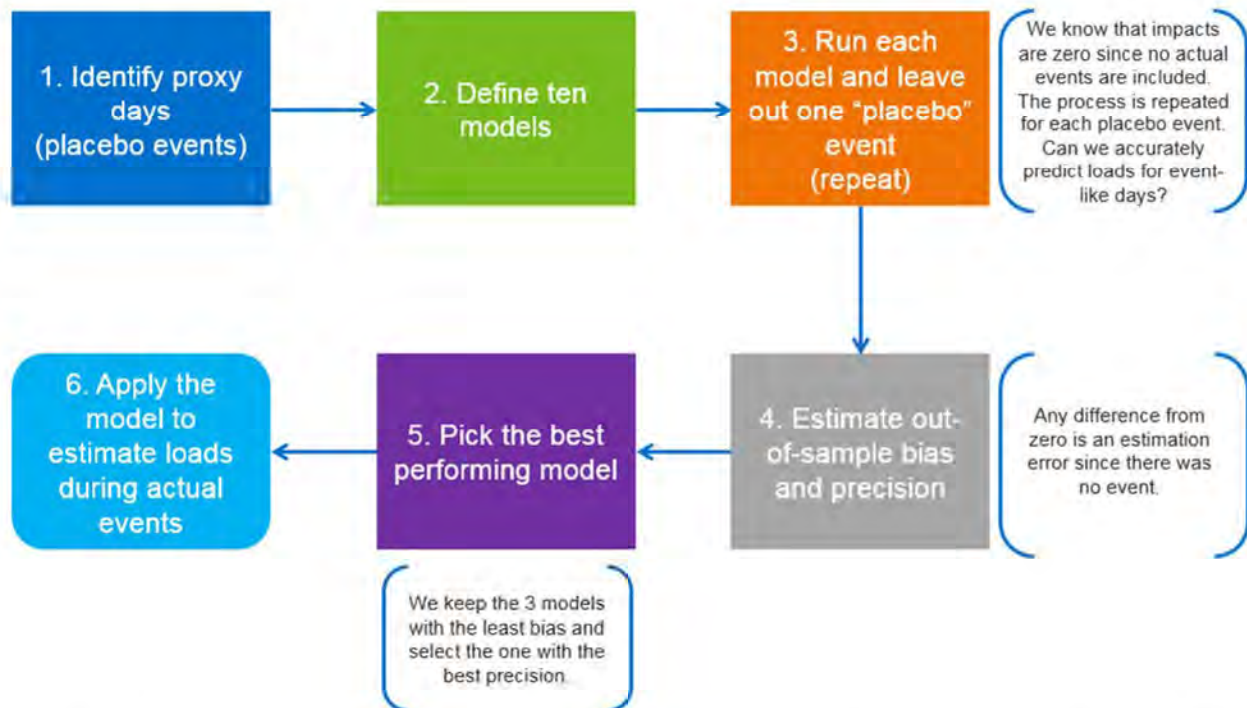 1. Identify proxy
days
(placebo events)
2. Define ten
models
3. Run each
model and leave
out one “placebo”
event
(repeat)
We know that impacts
are zero since no actual
events are included.
The process is repeated
for each placebo event.
Can we accurately
predict loads for event-
like days?
4. Estimate out-
of-sample bias
and precision
Any difference from
zero is an estimation
error since there was
no event.
5. Pick the best
performing model
We keep the 3 models
with the least bias and
select the one with the
best precision.
6. Apply the
model to
estimate loads
during actual
events